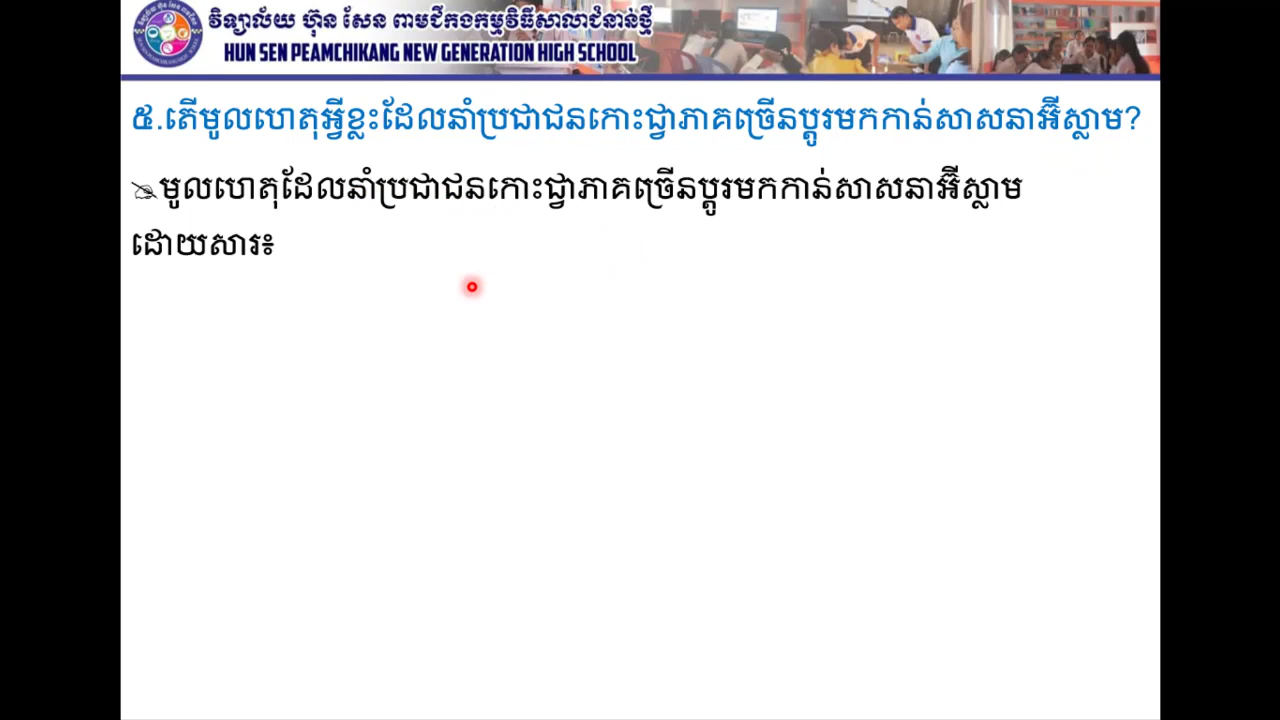 វិទ្យាល័យ ហ៊ុន សែន ពាមជីកងកម្មវិធីសាលាជំនាន់ថ្មី
HUN SEN PEAMCHIKANG NEW GENERATION HIGH SCHOOL
៥.តើមូលហេតុអ្វីខ្លះដែលនាំប្រជាជនកោះជ្វាភាគច្រើនប្តូរមកកាន់សាសនាអ៊ីស្លាម?
មូលហេតុដែលនាំប្រជាជនកោះជ្វាភាគច្រើនប្តូរមកកាន់សាសនាអ៊ីស្លាម
ដោយសារ៖